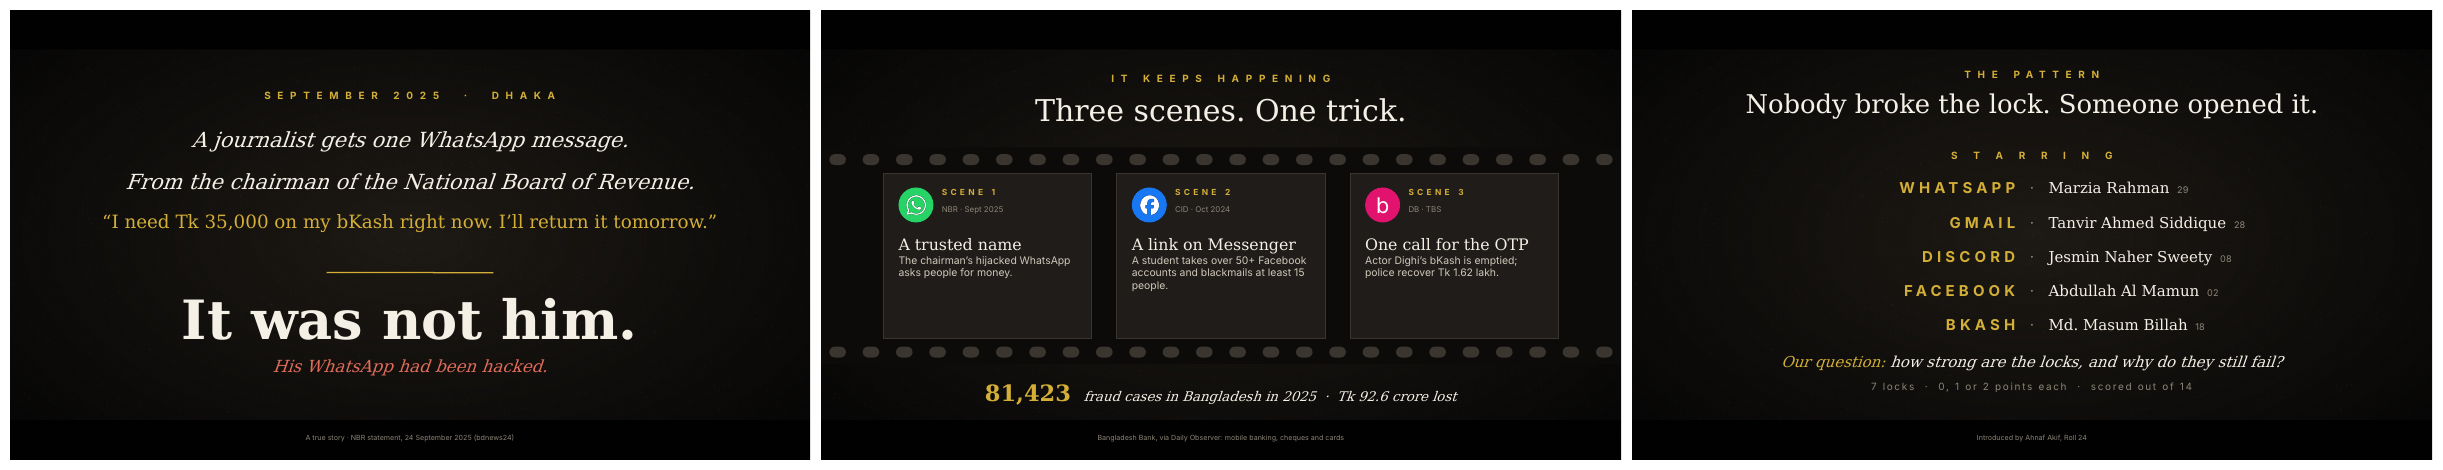 SEPTEMBER 2025 · DHAKA
A journalist gets one WhatsApp message.
From the chairman of the National Board of Revenue.
“I need Tk 35,000 on my bKash right now. I’ll return it tomorrow.”
It was not him.
His WhatsApp had been hacked.
A true story · NBR statement, 24 September 2025 (bdnews24)
IT KEEPS HAPPENING
Three scenes. One trick.
SCENE 1
NBR · Sept 2025
A trusted name
The chairman’s hijacked WhatsApp
asks people for money.
SCENE 2
CID · Oct 2024
A link on Messenger
A student takes over 50+ Facebook
accounts and blackmails at least 15
people.
b
SCENE 3
DB · TBS
One call for the OTP
Actor Dighi’s bKash is emptied;
police recover Tk 1.62 lakh.
81,423 fraud cases in Bangladesh in 2025 · Tk 92.6 crore lost
Bangladesh Bank, via Daily Observer: mobile banking, cheques and cards
THE PATTERN
Nobody broke the lock. Someone opened it.
STARRING
WHATSAPP · Marzia Rahman 29
GMAIL · Tanvir Ahmed Siddique 28
DISCORD · Jesmin Naher Sweety 08
FACEBOOK · Abdullah Al Mamun 02
BKASH · Md. Masum Billah 18
Our question: how strong are the locks, and why do they still fail?
7 locks · 0, 1 or 2 points each · scored out of 14
Introduced by Ahnaf Akif, Roll 24